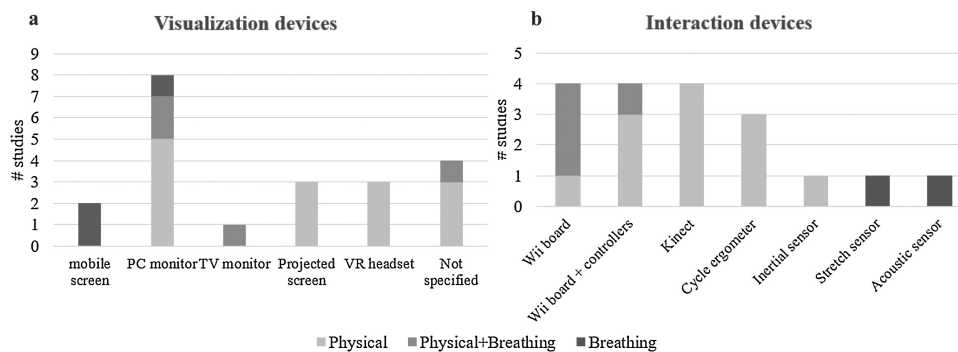 a
Visualization devices
9
8
7
6
5
4
3
2
1
0
# studies
mobile
screen
PC monitor
TV monitor
Projected
screen
VR headset
Not
specified
b
Interaction devices
5
4
3
2
1
0
# studies
Wii board
Wii board + controllers
Kinect
Cycle ergometer
Inertial sensor
Stretch sensor
Acoustic sensor
Physical
Physical+Breathing
Breathing